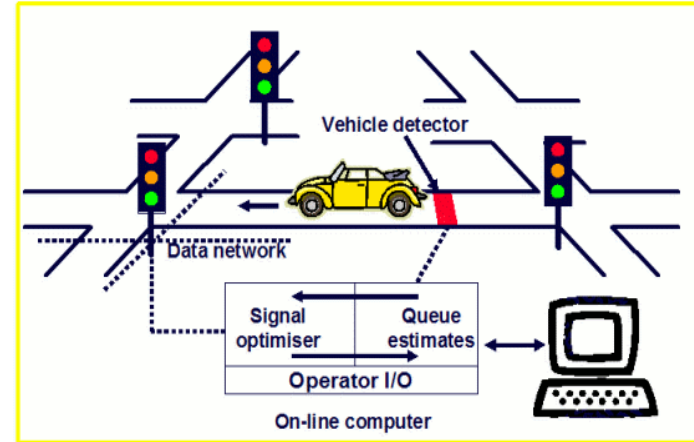 Vehicle detector
Data network
Signal optimiser
Queue estimates
Operator I/O
On-line computer